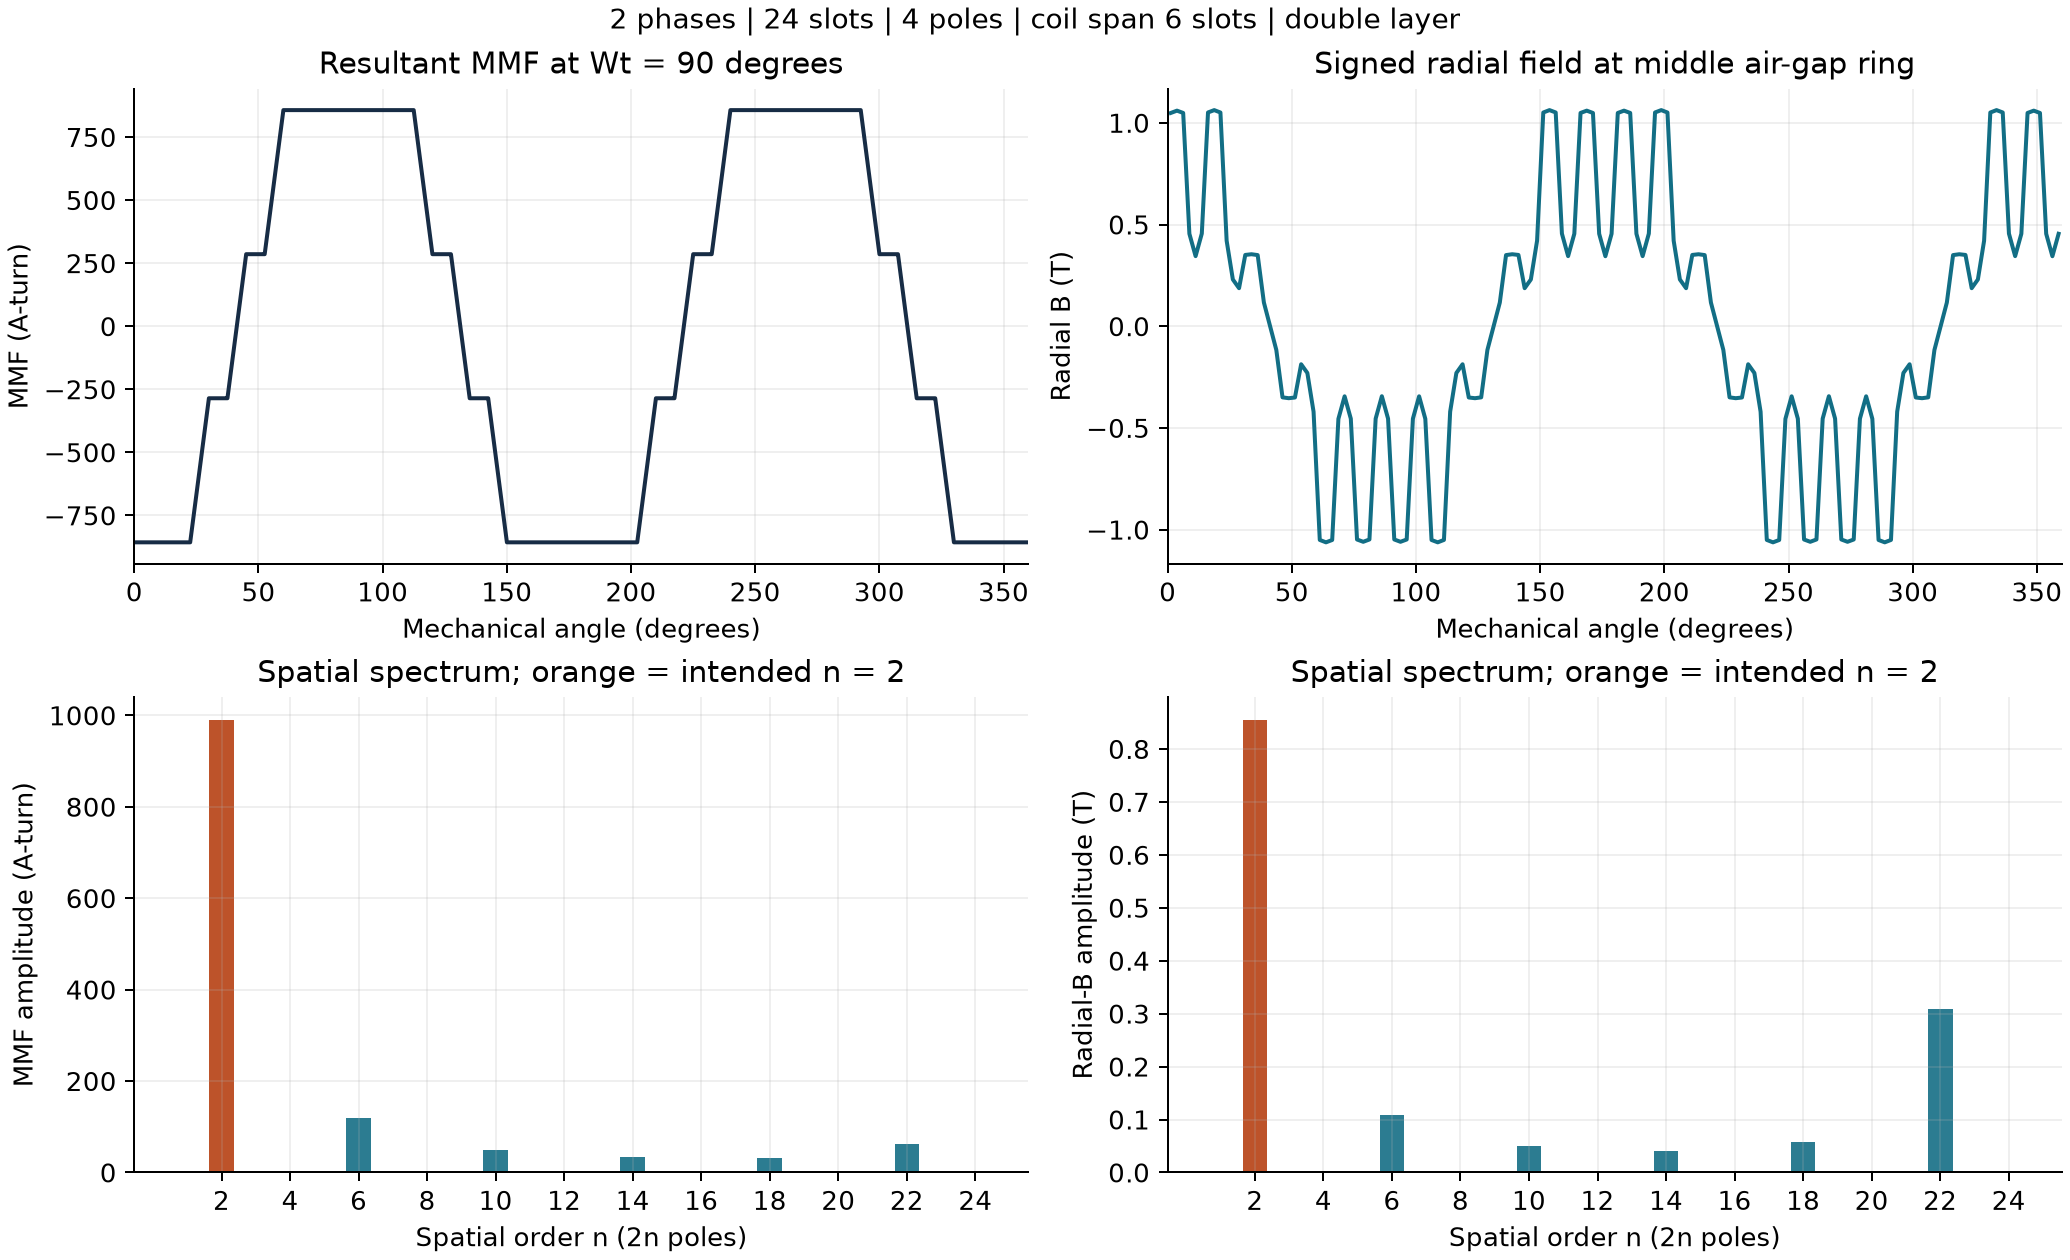 2 phases | 24 slots | 4 poles | coil span 6 slots | double layer
Resultant MMF at Wt = 90 degrees
MMF (A-turn)
750
500
250
0
−250
−500
−750
0 50 100 150 200 250 300 350
Mechanical angle (degrees)
Signed radial field at middle air-gap ring
Radial B (T)
1.0
0.5
0.0
−0.5
−1.0
0 50 100 150 200 250 300 350
Mechanical angle (degrees)
Spatial spectrum; orange = intended n = 2
MMF amplitude (A-turn)
1000
800
600
400
200
0
2 4 6 8 10 12 14 16 18 20 22 24
Spatial order n (2n poles)
Spatial spectrum; orange = intended n = 2
Radial-B amplitude (T)
0.8
0.7
0.6
0.5
0.4
0.3
0.2
0.1
0.0
2 4 6 8 10 12 14 16 18 20 22 24
Spatial order n (2n poles)